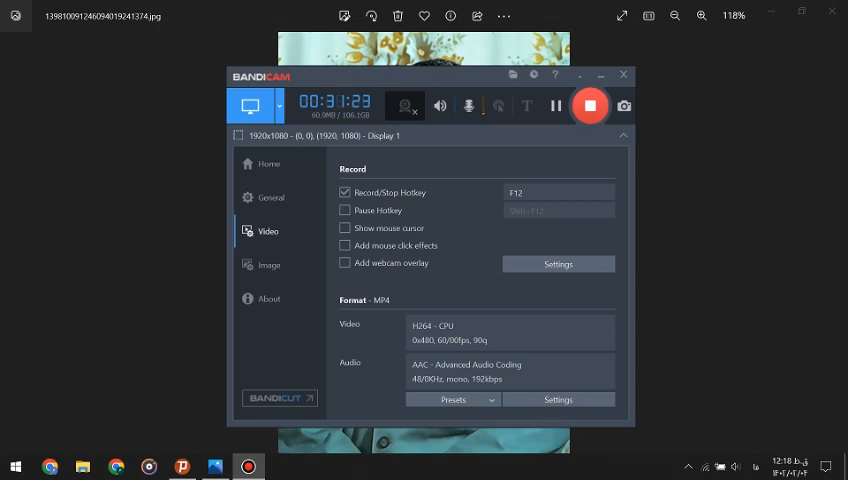 139810091246094019241374.jpg
118%
BANDICAM
00:31:23
60.9MB / 106.1GB
1920x1080 - (0, 0), (1920, 1080) - Display 1
Home
General
Video
Image
About
BANDICUT
Record
Record/Stop Hotkey
F12
Pause Hotkey
Shift+F12
Show mouse cursor
Add mouse click effects
Add webcam overlay
Settings
Format - MP4
Video
H264 - CPU
0x480, 60/00fps, 90q
Audio
AAC - Advanced Audio Coding
48/0KHz, mono, 192kbps
Presets
Settings
فا
12:18 ق.ظ
۱۴۰۲/۰۲/۰۴